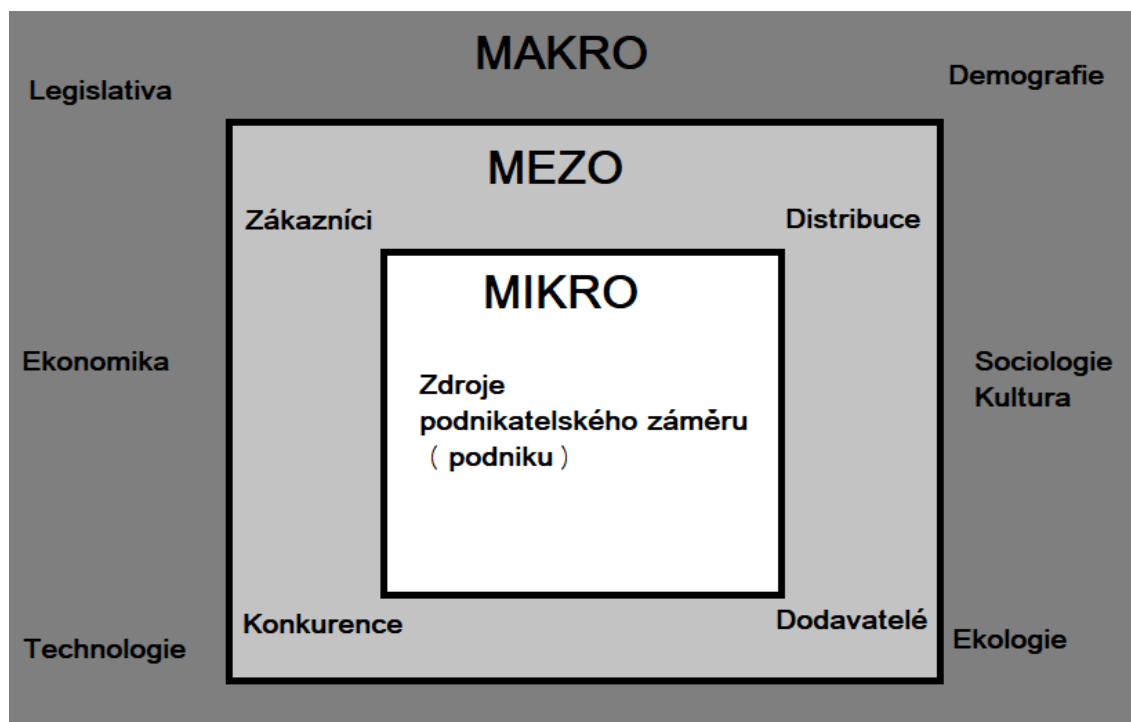 MAKRO
Legislativa
Demografie
MEZO
Zákazníci
Distribuce
MIKRO
Ekonomika
Sociologie
Kultura
Zdroje
podnikatelského záměru
( podniku )
Konkurence
Dodavatelé
Technologie
Ekologie